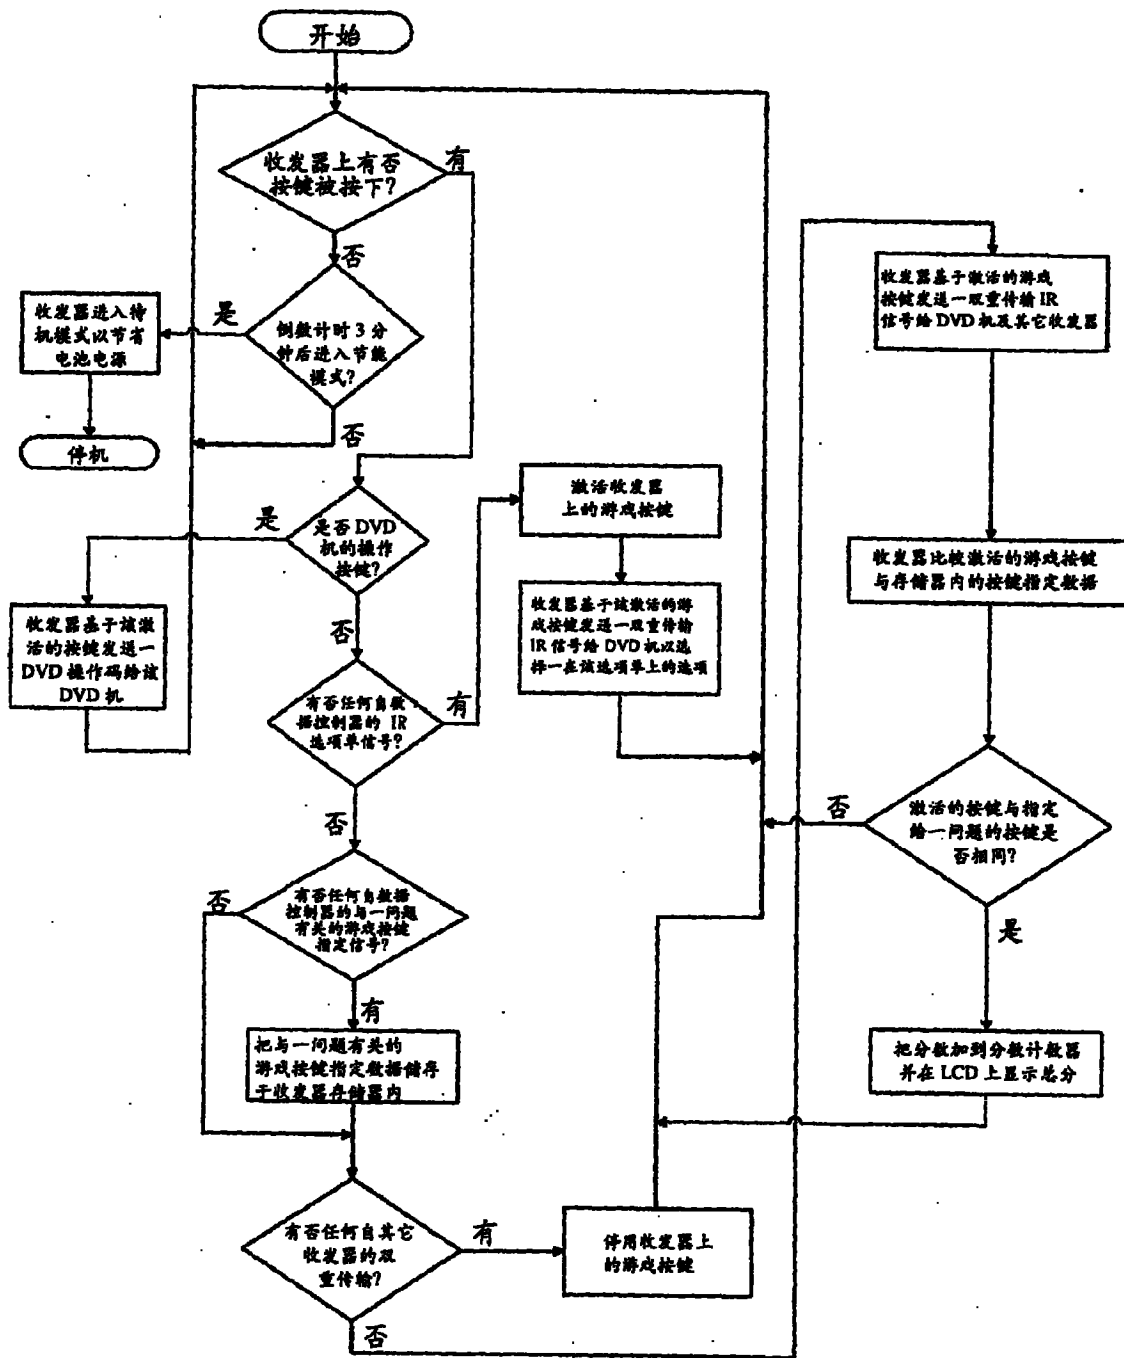 开始
收发器上有否
按键被按下?
有
否
倒数计时3分
钟后进入节能
模式?
是
收发器进入待
机模式以节省
电池电源
停机
否
是否DVD
机的操作
按键?
是
收发器基于该激
活的按键发送一
DVD操作码给该
DVD机
否
有否任何自数
据控制器的 IR
选项单信号?
有
激活收发器
上的游戏按键
收发器基于该激活的游
戏按键发送一双重传输
IR信号给DVD机以选
择一在该选项单上的选项
否
有否任何自数据
控制器的与一问题
有关的游戏按键
指定信号?
否
有
把与一问题有关的
游戏按键指定数据储存
于收发器存储器内
有否任何自其它
收发器的双
重传输?
有
停用收发器上
的游戏按键
否
收发器基于激活的游戏
按键发送一双重传输IR
信号给DVD机及其它收发器
收发器比较激活的游戏按键
与存储器内的按键指定数据
激活的按键与指定
给一问题的按键是
否相同?
否
是
把分数加到分数计数器
并在LCD上显示总分